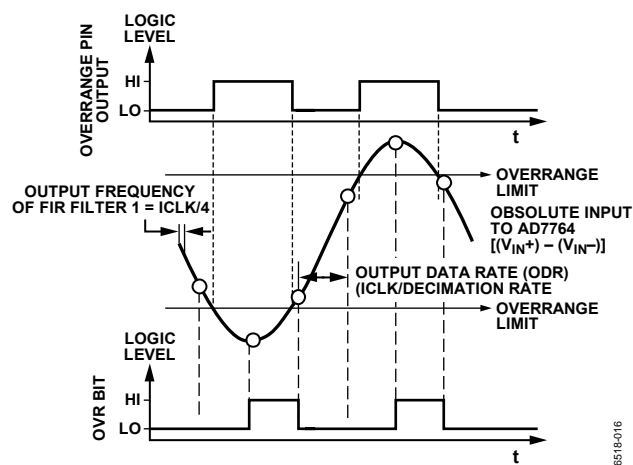 LOGIC
LEVEL
OVERRANGE PIN
OUTPUT
HI
LO
t
OVERRANGE
LIMIT
OUTPUT FREQUENCY
OF FIR FILTER 1 = ICLK/4
ABSOLUTE INPUT
TO AD7764
[(VIN+) – (VIN–)]
OUTPUT DATA RATE (ODR)
(ICLK/DECIMATION RATE
OVERRANGE
LIMIT
LOGIC
LEVEL
OVR BIT
HI
LO
t
6518-016